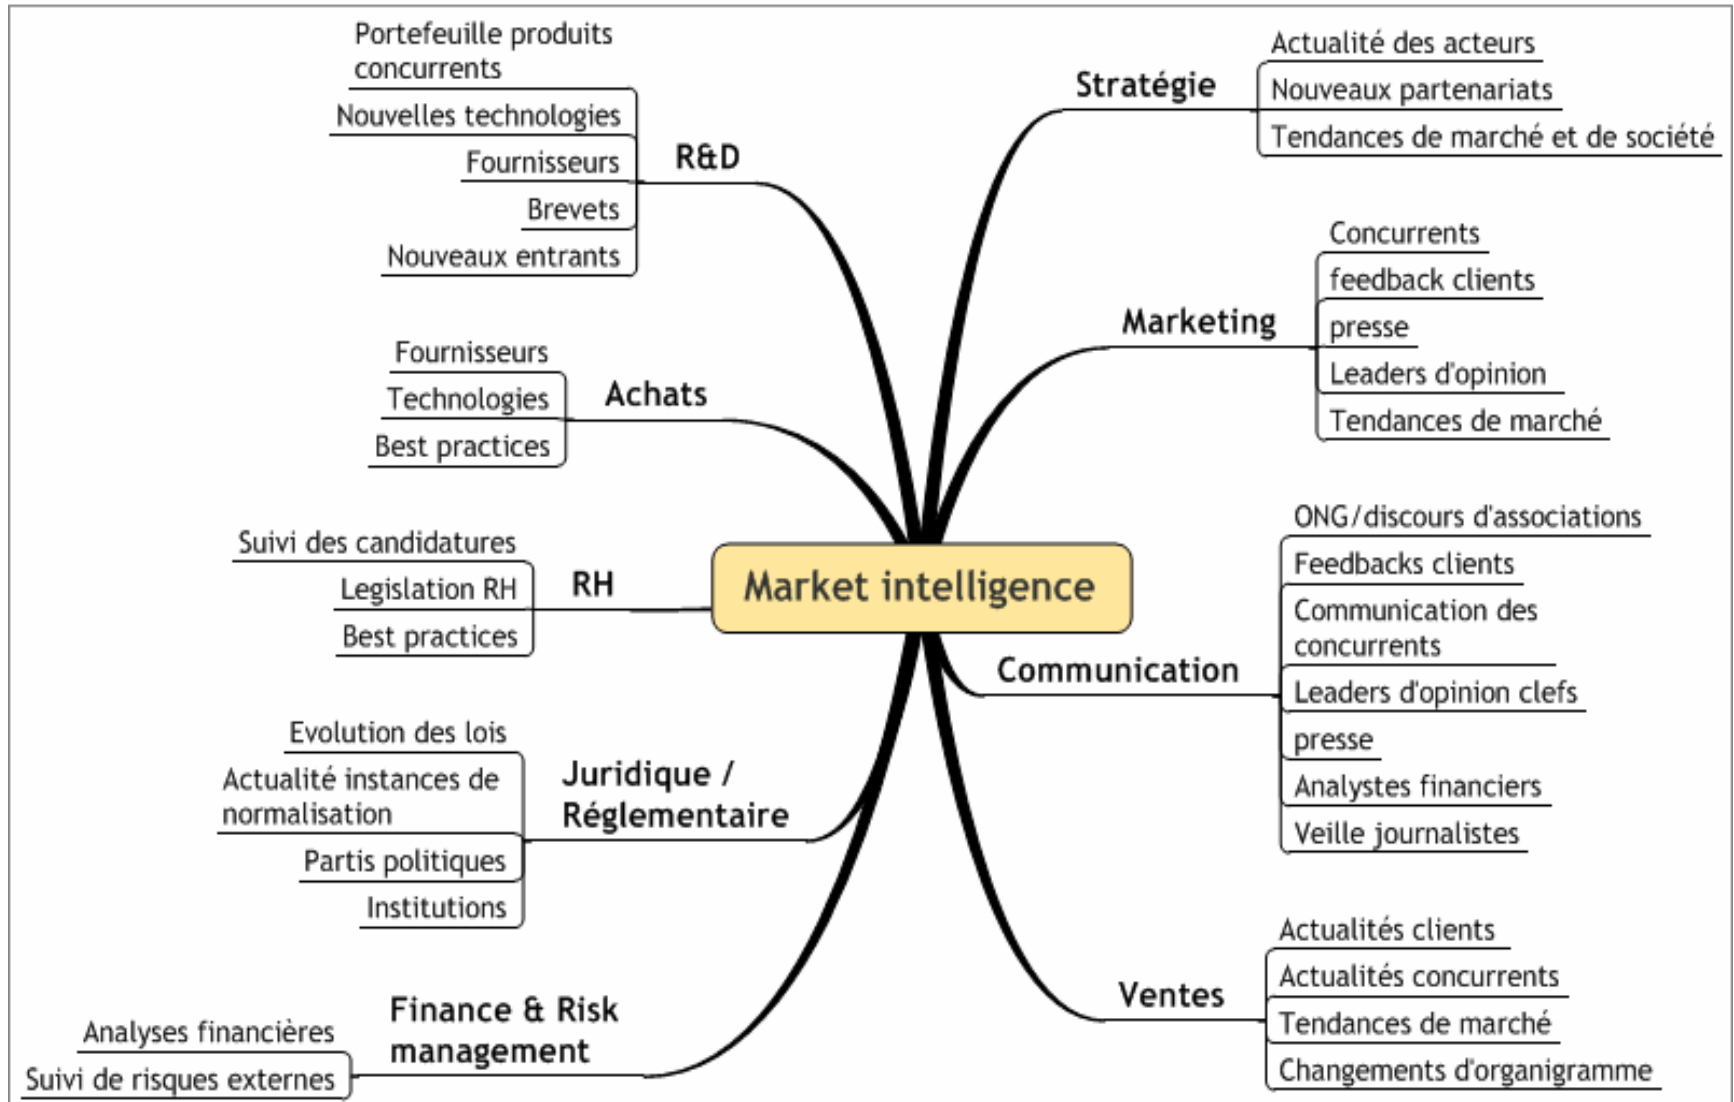 Market intelligence
Stratégie
Actualité des acteurs
Nouveaux partenariats
Tendances de marché et de société
Marketing
Concurrents
feedback clients
presse
Leaders d'opinion
Tendances de marché
Communication
ONG/discours d'associations
Feedbacks clients
Communication des
concurrents
Leaders d'opinion clefs
presse
Analystes financiers
Veille journalistes
Ventes
Actualités clients
Actualités concurrents
Tendances de marché
Changements d'organigramme
R&D
Portefeuille produits
concurrents
Nouvelles technologies
Fournisseurs
Brevets
Nouveaux entrants
Achats
Fournisseurs
Technologies
Best practices
RH
Suivi des candidatures
Legislation RH
Best practices
Juridique /
Réglementaire
Evolution des lois
Actualité instances de
normalisation
Partis politiques
Institutions
Finance & Risk
management
Analyses financières
Suivi de risques externes